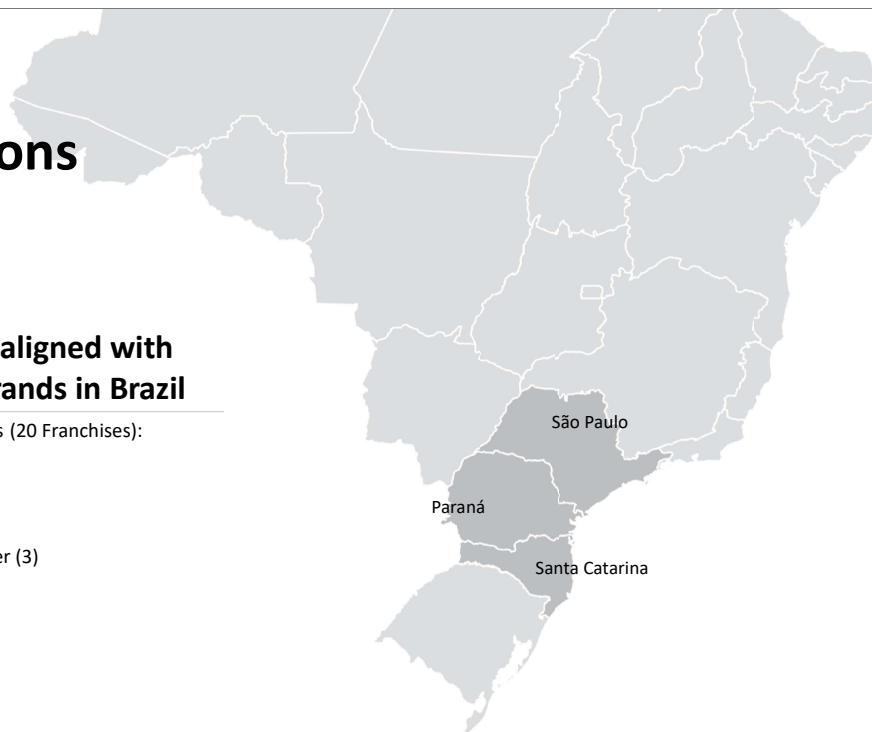 ons
aligned with
rands in Brazil
s (20 Franchises):
er (3)
São Paulo
Paraná
Santa Catarina